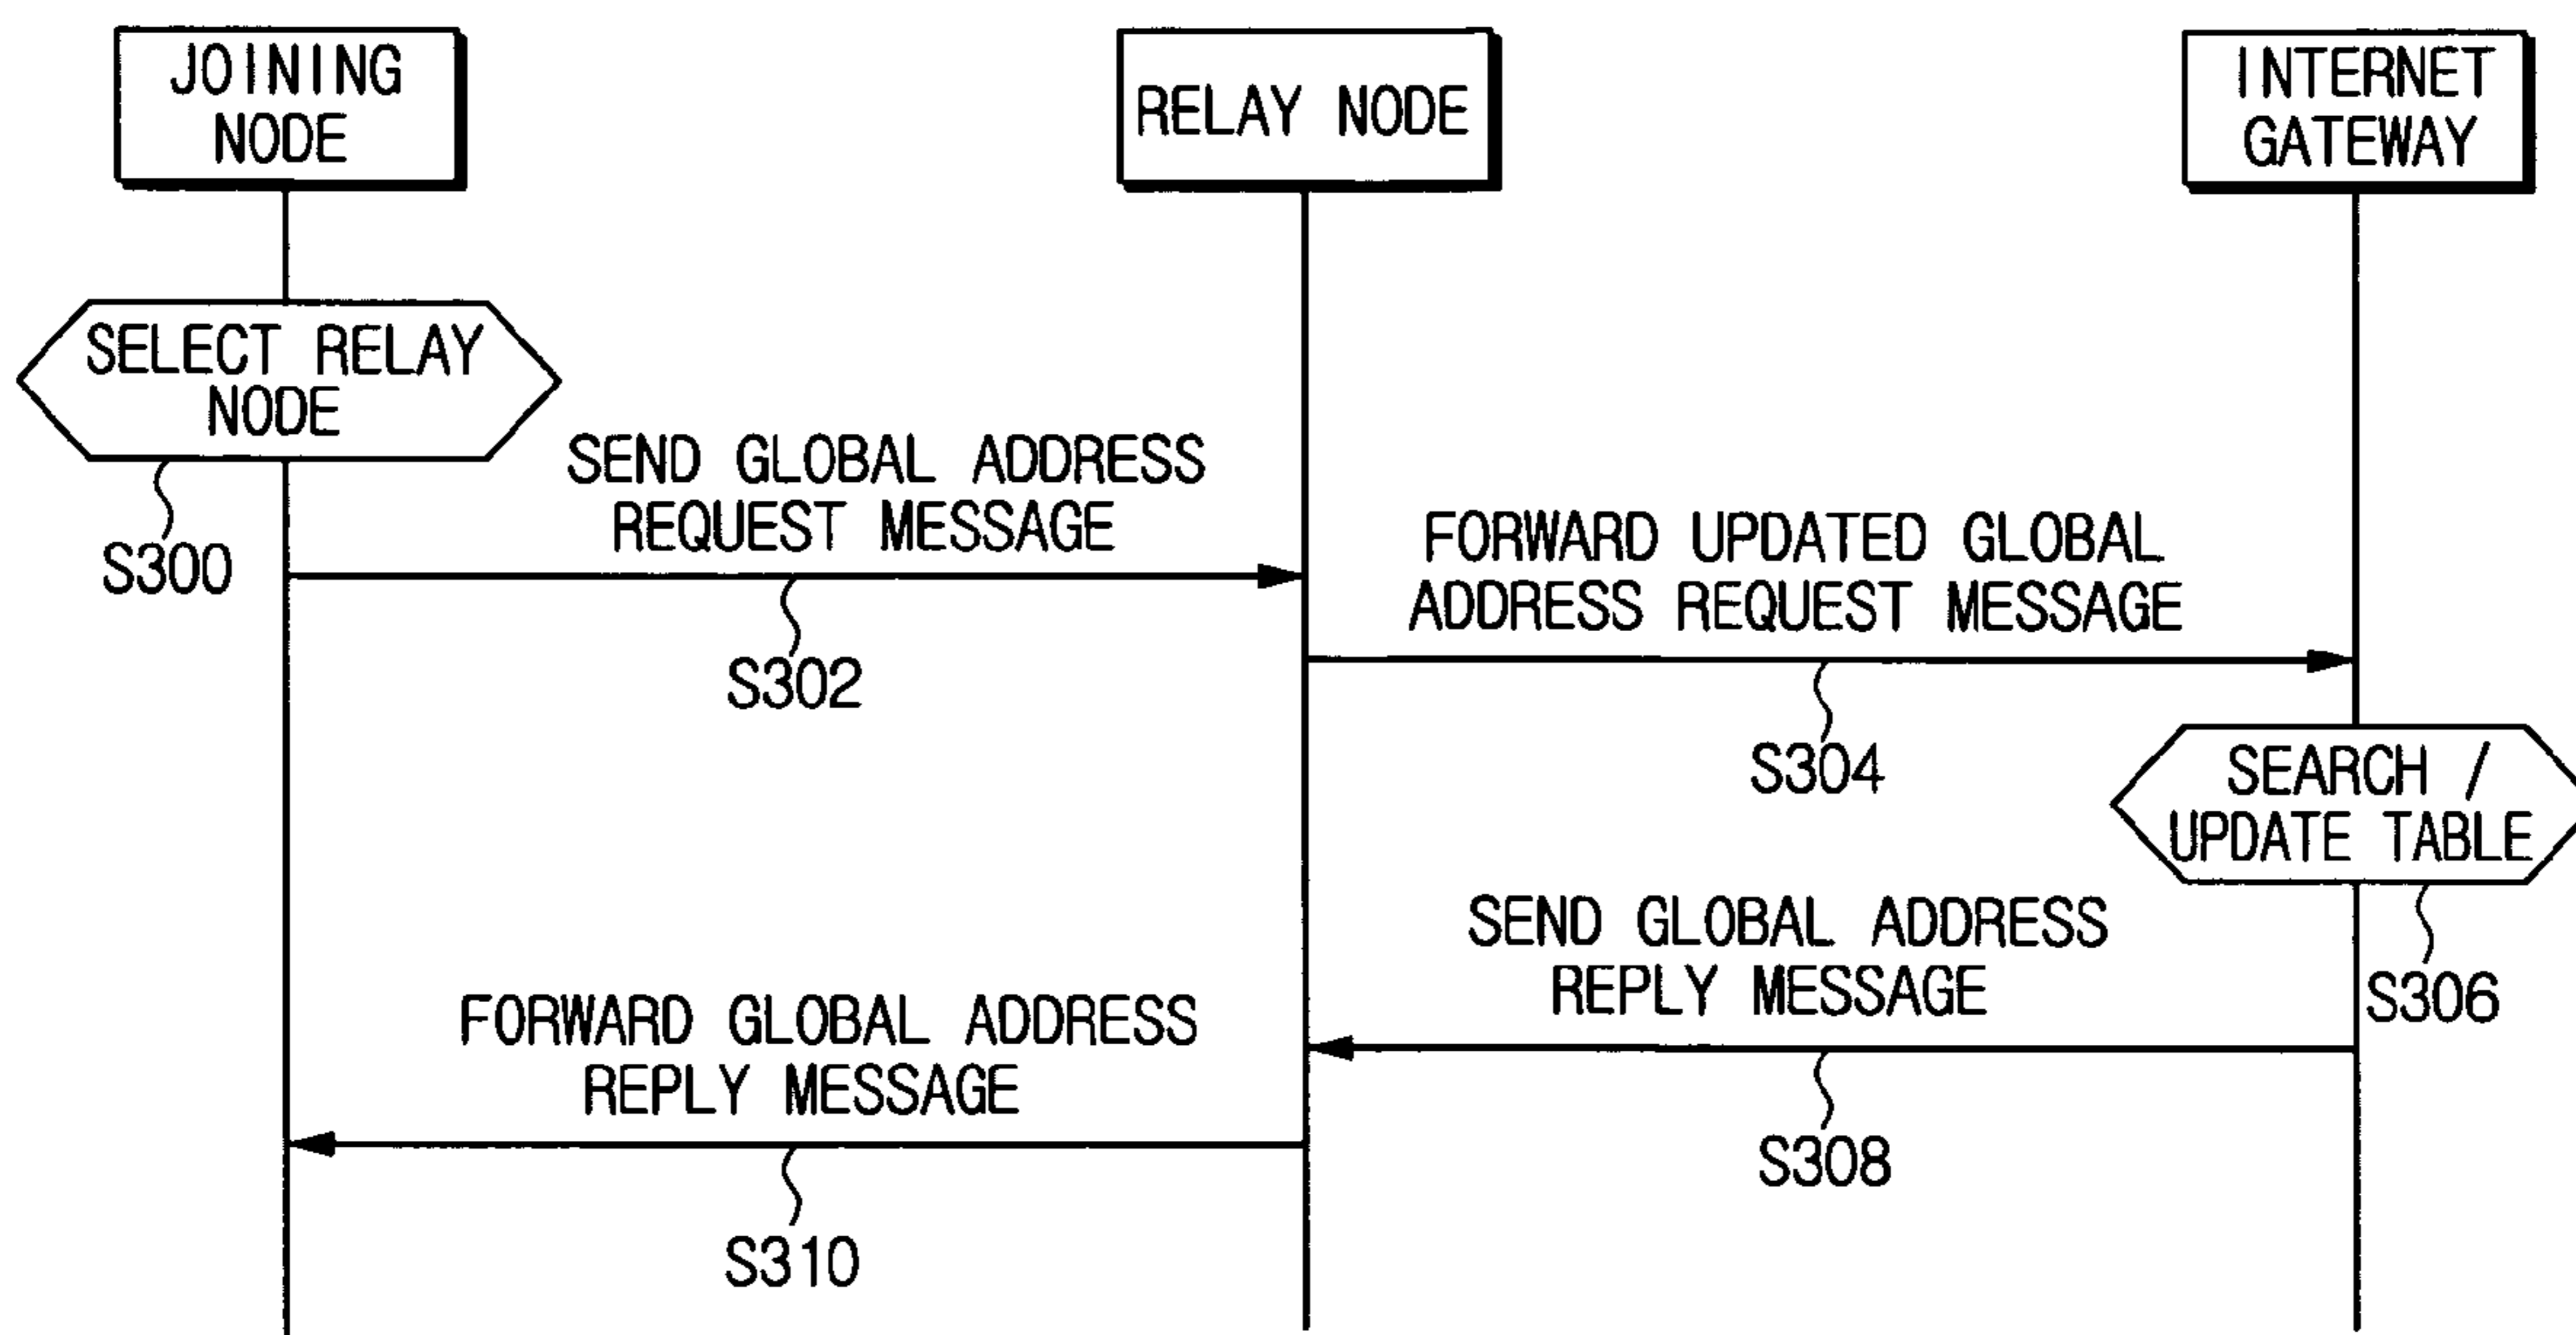 JOINING
NODE
RELAY NODE
INTERNET
GATEWAY
SELECT RELAY
NODE
S300
SEND GLOBAL ADDRESS
REQUEST MESSAGE
S302
FORWARD UPDATED GLOBAL
ADDRESS REQUEST MESSAGE
S304
SEARCH /
UPDATE TABLE
S306
SEND GLOBAL ADDRESS
REPLY MESSAGE
S308
FORWARD GLOBAL ADDRESS
REPLY MESSAGE
S310